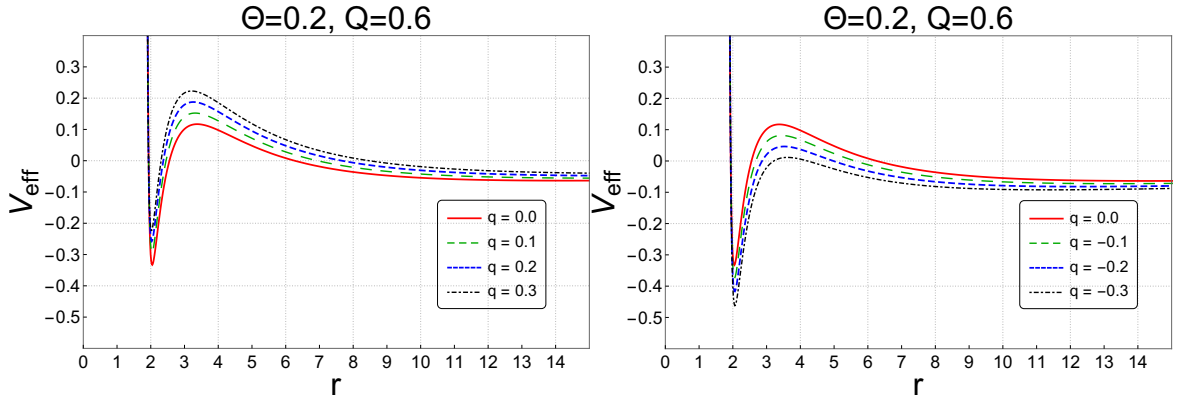 Θ=0.2, Q=0.6
V_eff
0.3
0.2
0.1
0
−0.1
−0.2
−0.3
−0.4
−0.5
0 1 2 3 4 5 6 7 8 9 10 11 12 13 14
r
q = 0.0
q = 0.1
q = 0.2
q = 0.3
Θ=0.2, Q=0.6
V_eff
0.3
0.2
0.1
0
−0.1
−0.2
−0.3
−0.4
−0.5
0 1 2 3 4 5 6 7 8 9 10 11 12 13 14
r
q = 0.0
q = −0.1
q = −0.2
q = −0.3